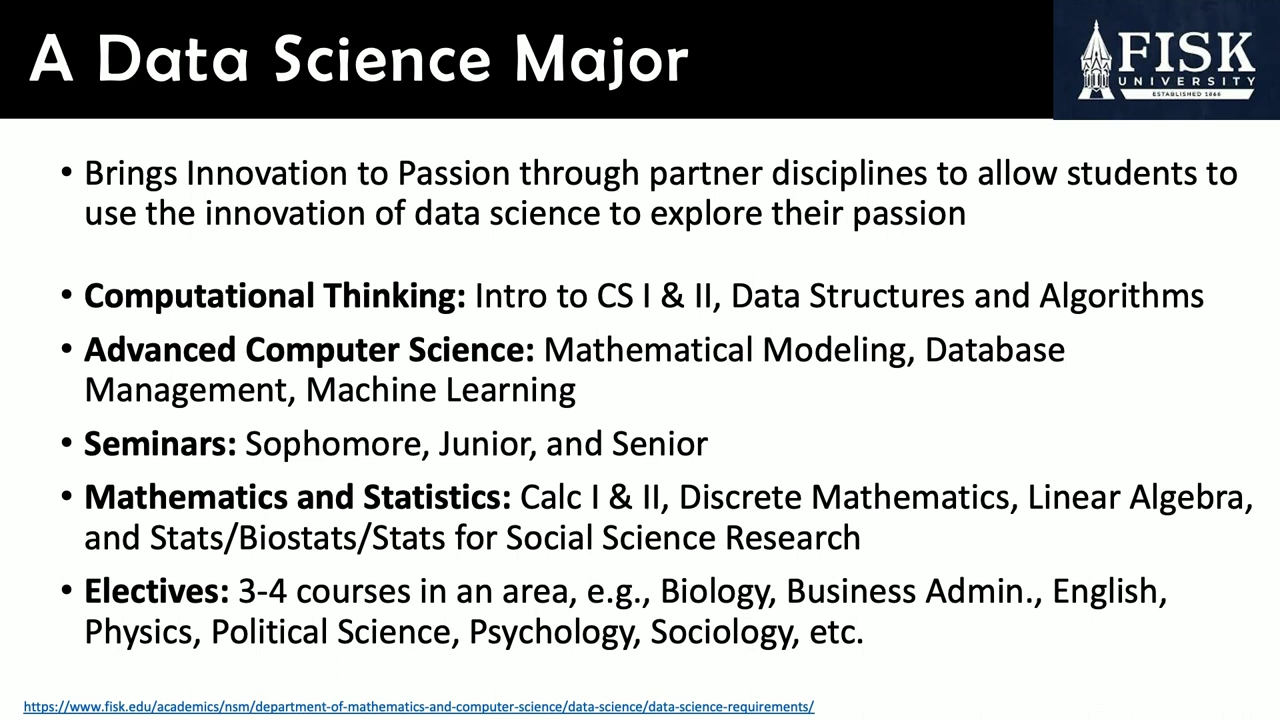 A Data Science Major
FISK
UNIVERSITY
ESTABLISHED 1866
• Brings Innovation to Passion through partner disciplines to allow students to
use the innovation of data science to explore their passion
• Computational Thinking: Intro to CS I & II, Data Structures and Algorithms
• Advanced Computer Science: Mathematical Modeling, Database
Management, Machine Learning
• Seminars: Sophomore, Junior, and Senior
• Mathematics and Statistics: Calc I & II, Discrete Mathematics, Linear Algebra,
and Stats/Biostats/Stats for Social Science Research
• Electives: 3-4 courses in an area, e.g., Biology, Business Admin., English,
Physics, Political Science, Psychology, Sociology, etc.
https://www.fisk.edu/academics/nsm/department-of-mathematics-and-computer-science/data-science/data-science-requirements/